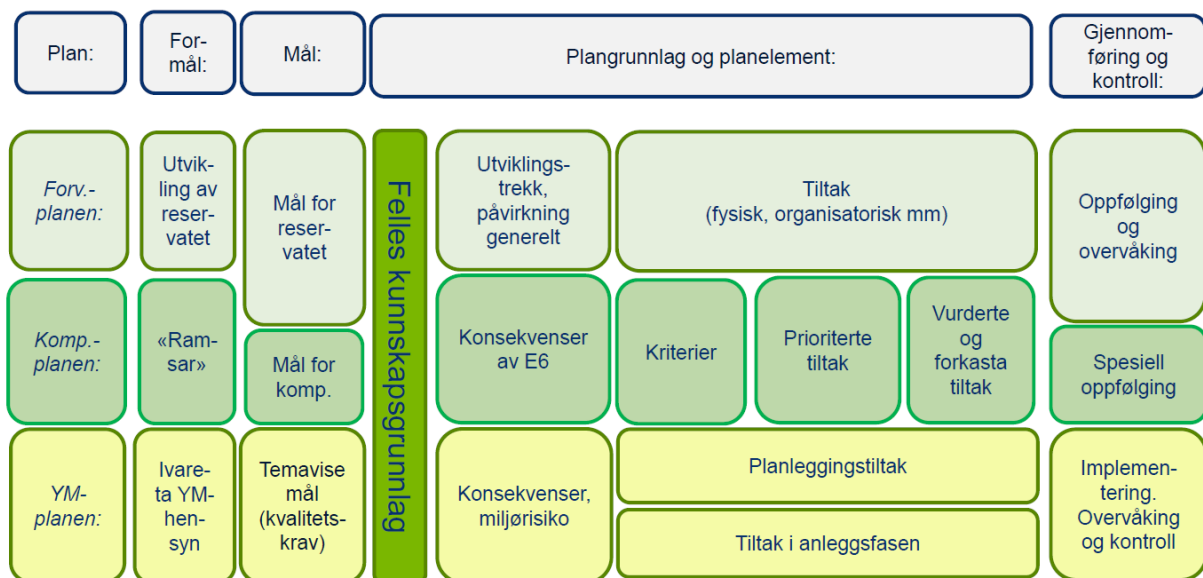 Plan:
For-
mål:
Mål:
Plangrunnlag og planelement:
Gjennom-
føring og
kontroll:
Forv.-
planen:
Utvik-
ling av
reser-
vatet
Mål for
reser-
vatet
Felles kunnskapsgrunnlag
Utviklings-
trekk,
påvirkning
generelt
Tiltak
(fysisk, organisatorisk mm)
Oppfølging
og
overvåking
Komp.-
planen:
«Ram-
sar»
Mål for
komp.
Konsekvenser
av E6
Kriterier
Prioriterte
tiltak
Vurderte
og
forkasta
tiltak
Spesiell
oppfølging
YM-
planen:
Ivare-
ta YM-
hen-
syn
Temavise
mål
(kvalitets-
krav)
Konsekvenser,
miljørisiko
Planleggingstiltak
Tiltak i anleggsfasen
Implemen-
tering.
Overvåking
og kontroll